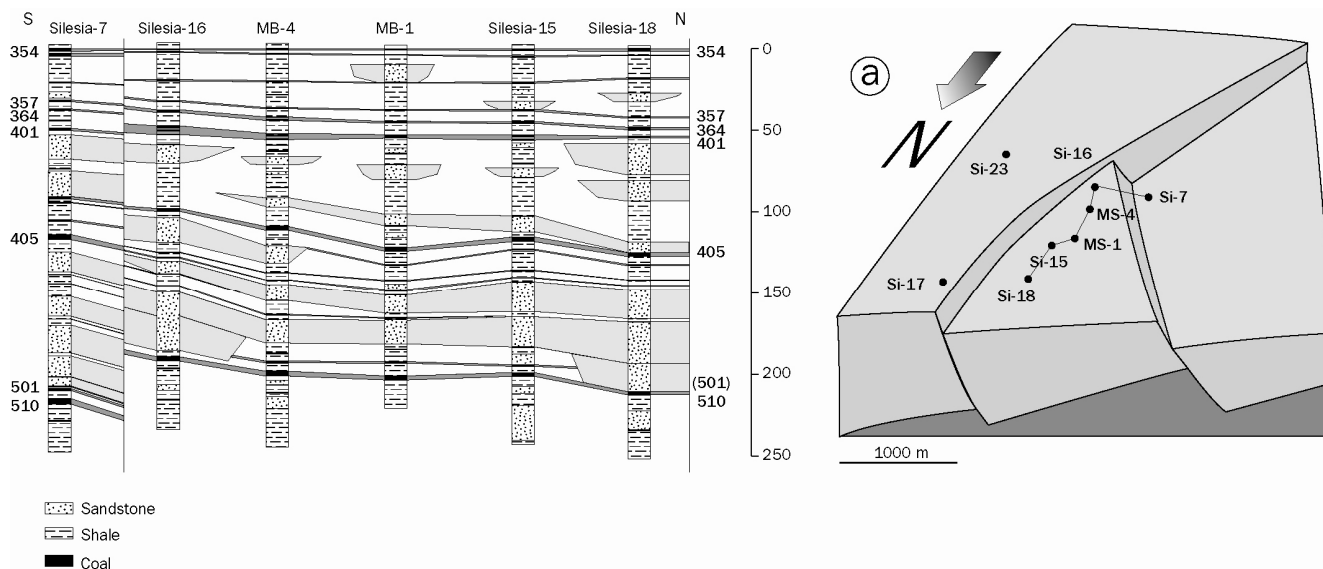 S
N
Silesia-7
Silesia-16
MB-4
MB-1
Silesia-15
Silesia-18
354
357
364
401
405
501
510
354
357
364
401
405
(501)
510
0
50
100
150
200
250
Sandstone
Shale
Coal
a
N
Si-23
Si-16
Si-7
MS-4
MS-1
Si-15
Si-17
Si-18
1000 m